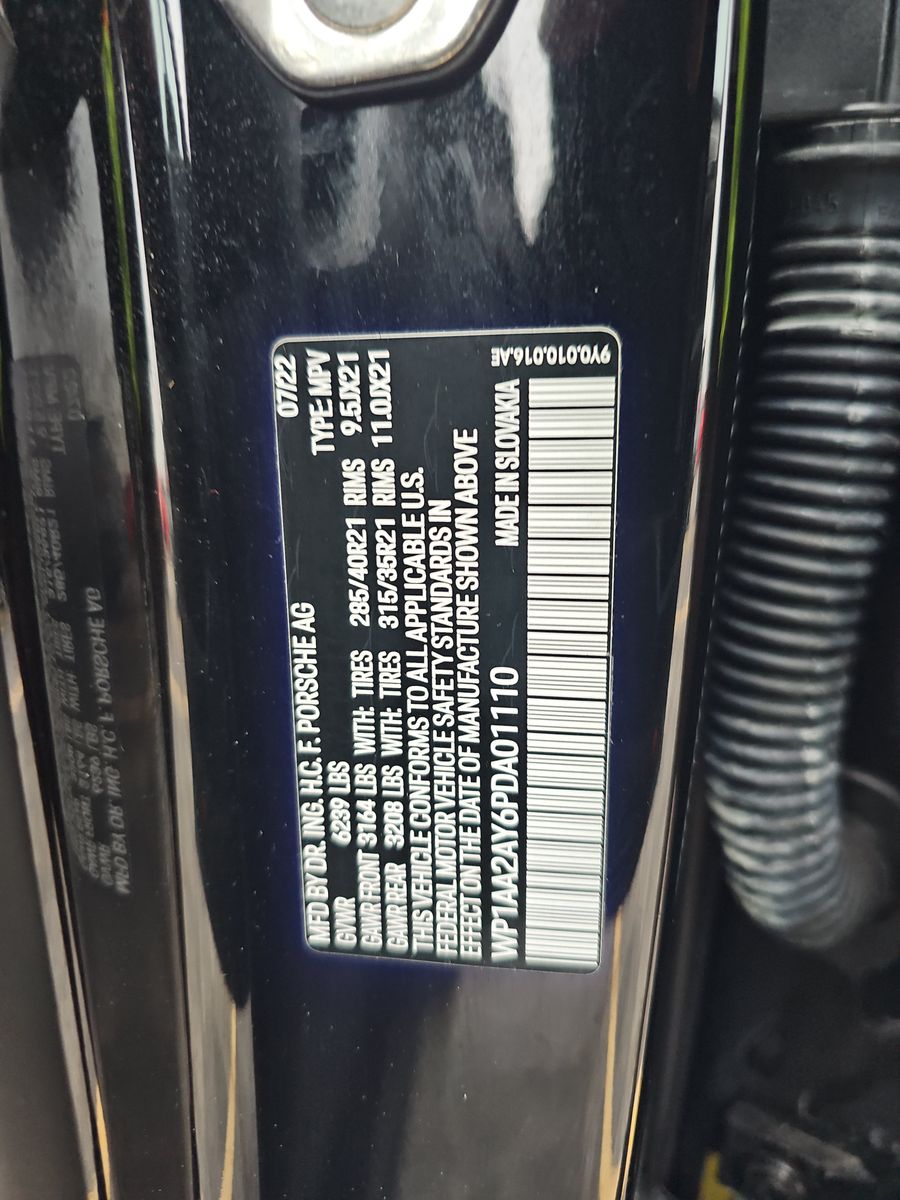 07/22
MFD BY DR. ING. H.C. F. PORSCHE AG
GVWR 6239 LBS TYPE: MPV
GAWR FRONT 3164 LBS WITH: TIRES 285/40R21 RIMS 9.5JX21
GAWR REAR 3208 LBS WITH: TIRES 315/35R21 RIMS 11.0JX21
THIS VEHICLE CONFORMS TO ALL APPLICABLE U.S.
FEDERAL MOTOR VEHICLE SAFETY STANDARDS IN
EFFECT ON THE DATE OF MANUFACTURE SHOWN ABOVE
WP1AA2AY6PDA01110 MADE IN SLOVAKIA
9Y0.010.016.AE